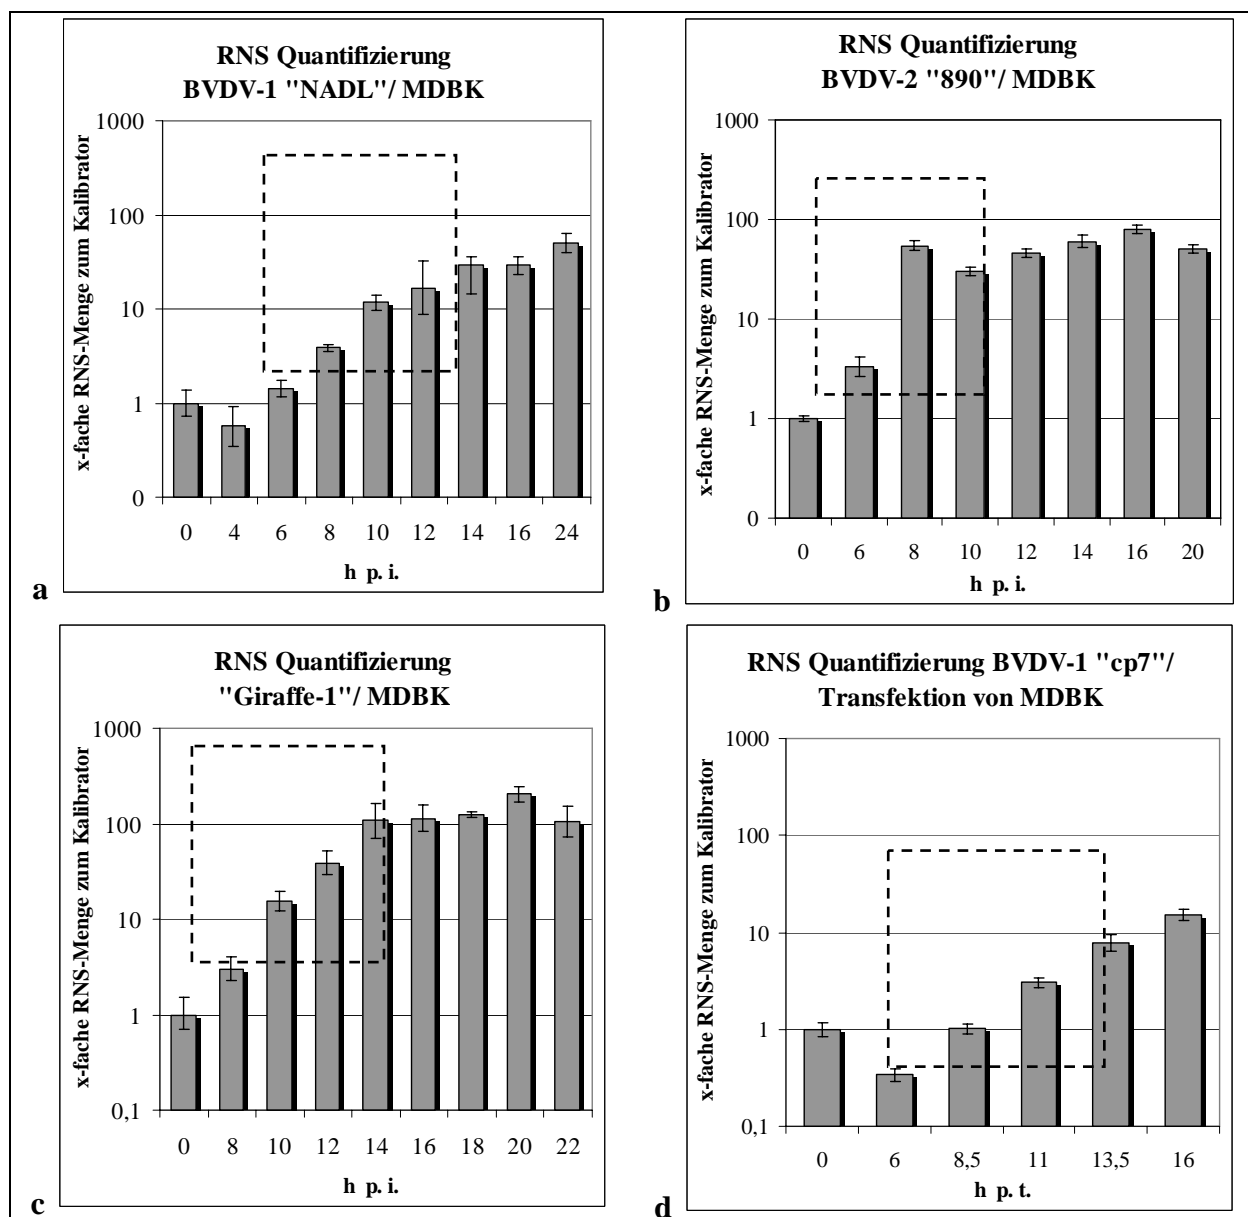 RNS Quantifizierung
BVDV-1 "NADL"/ MDBK
x-fache RNS-Menge zum Kalibrator
1000
100
10
1
0
0 4 6 8 10 12 14 16 24
h p. i.
a
RNS Quantifizierung
BVDV-2 "890"/ MDBK
x-fache RNS-Menge zum Kalibrator
1000
100
10
1
0
0 6 8 10 12 14 16 20
h p. i.
b
RNS Quantifizierung
"Giraffe-1"/ MDBK
x-fache RNS-Menge zum Kalibrator
1000
100
10
1
0,1
0 8 10 12 14 16 18 20 22
h p. i.
c
RNS Quantifizierung BVDV-1 "cp7"/
Transfektion von MDBK
x-fache RNS-Menge zum Kalibrator
1000
100
10
1
0,1
0 6 8,5 11 13,5 16
h p. t.
d